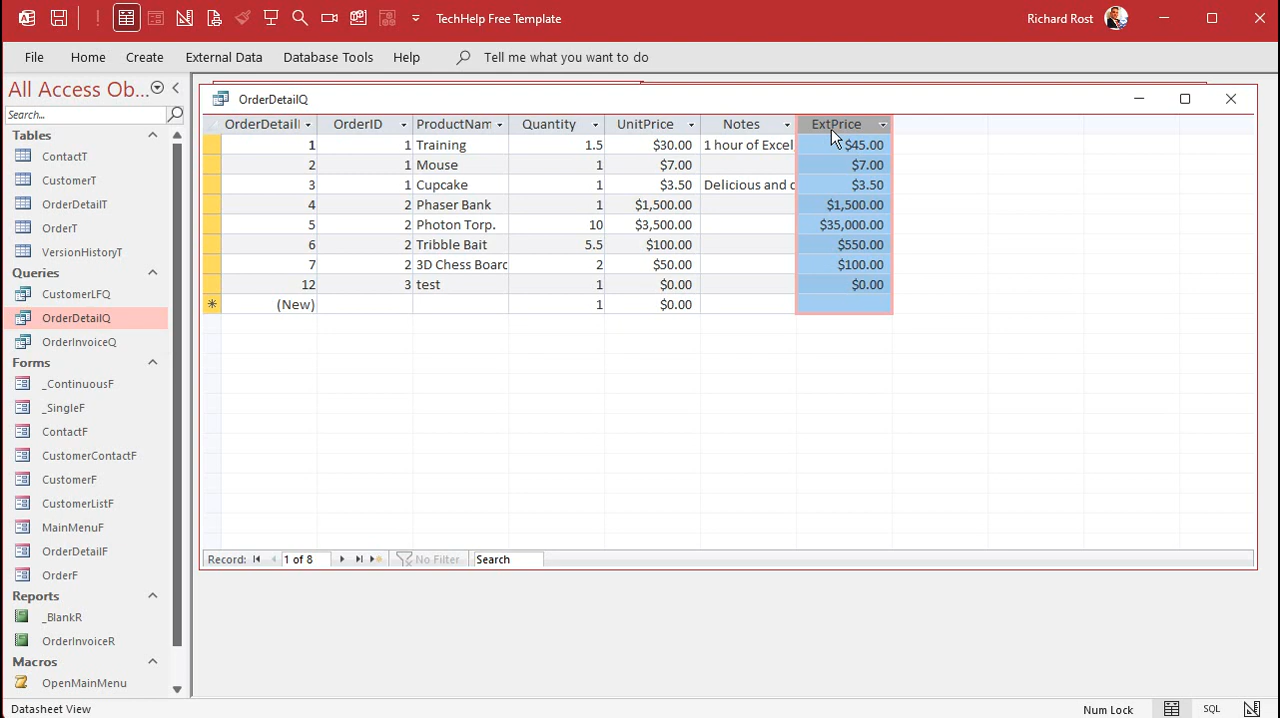 TechHelp Free Template
Richard Rost
File Home Create External Data Database Tools Help Tell me what you want to do
All Access Ob...
Search...
Tables
ContactT
CustomerT
OrderDetailT
OrderT
VersionHistoryT
Queries
CustomerLFQ
OrderDetailQ
OrderInvoiceQ
Forms
_ContinuousF
_SingleF
ContactF
CustomerContactF
CustomerF
CustomerListF
MainMenuF
OrderDetailF
OrderF
Reports
_BlankR
OrderInvoiceR
Macros
OpenMainMenu
OrderDetailQ
OrderDetailI OrderID ProductNam Quantity UnitPrice Notes ExtPrice
1 1 Training 1.5 $30.00 1 hour of Excel $45.00
2 1 Mouse 1 $7.00 $7.00
3 1 Cupcake 1 $3.50 Delicious and c $3.50
4 2 Phaser Bank 1 $1,500.00 $1,500.00
5 2 Photon Torp. 10 $3,500.00 $35,000.00
6 2 Tribble Bait 5.5 $100.00 $550.00
7 2 3D Chess Board 2 $50.00 $100.00
12 3 test 1 $0.00 $0.00
* (New) 1 $0.00
Record: 1 of 8 No Filter Search
Datasheet View
Num Lock SQL